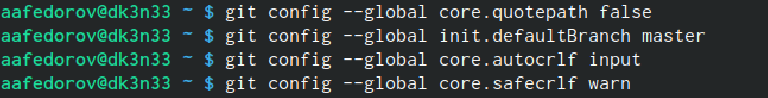 aafedorov@dk3n33 ~ $ git config --global core.quotepath false
aafedorov@dk3n33 ~ $ git config --global init.defaultBranch master
aafedorov@dk3n33 ~ $ git config --global core.autocrlf input
aafedorov@dk3n33 ~ $ git config --global core.safecrlf warn